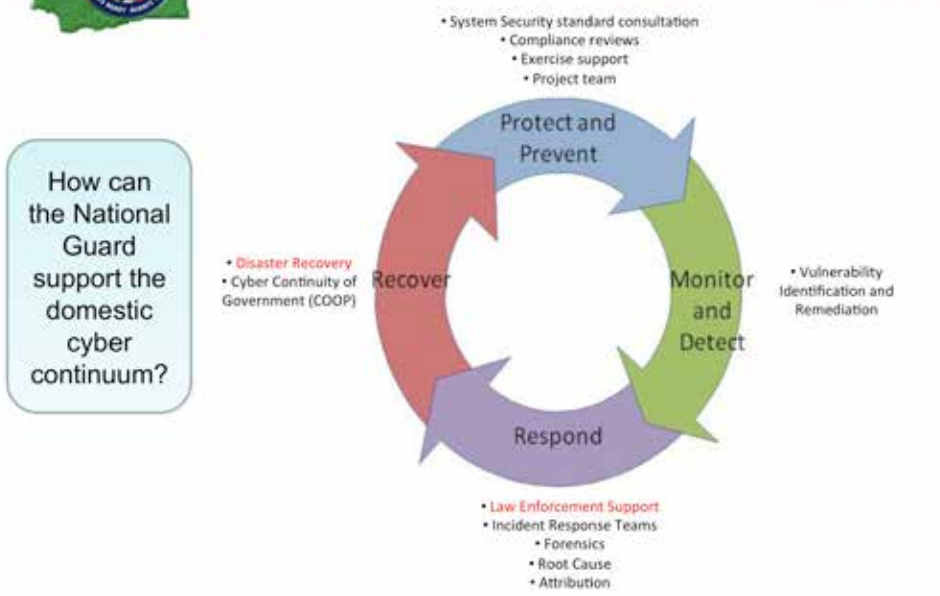 • System Security standard consultation
• Compliance reviews
• Exercise support
• Project team
Protect and
Prevent
How can
the National
Guard
support the
domestic
cyber
continuum?
• Disaster Recovery
• Cyber Continuity of
Government (COOP)
Recover
Monitor
and
Detect
• Vulnerability
Identification and
Remediation
Respond
• Law Enforcement Support
• Incident Response Teams
• Forensics
• Root Cause
• Attribution